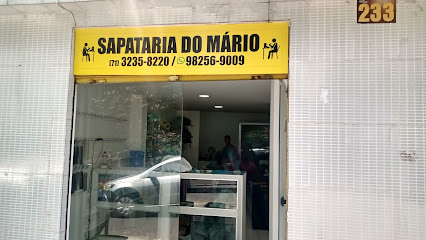 233
SAPATARIA DO MÁRIO
(71) 3235-8220 / 98256-9009